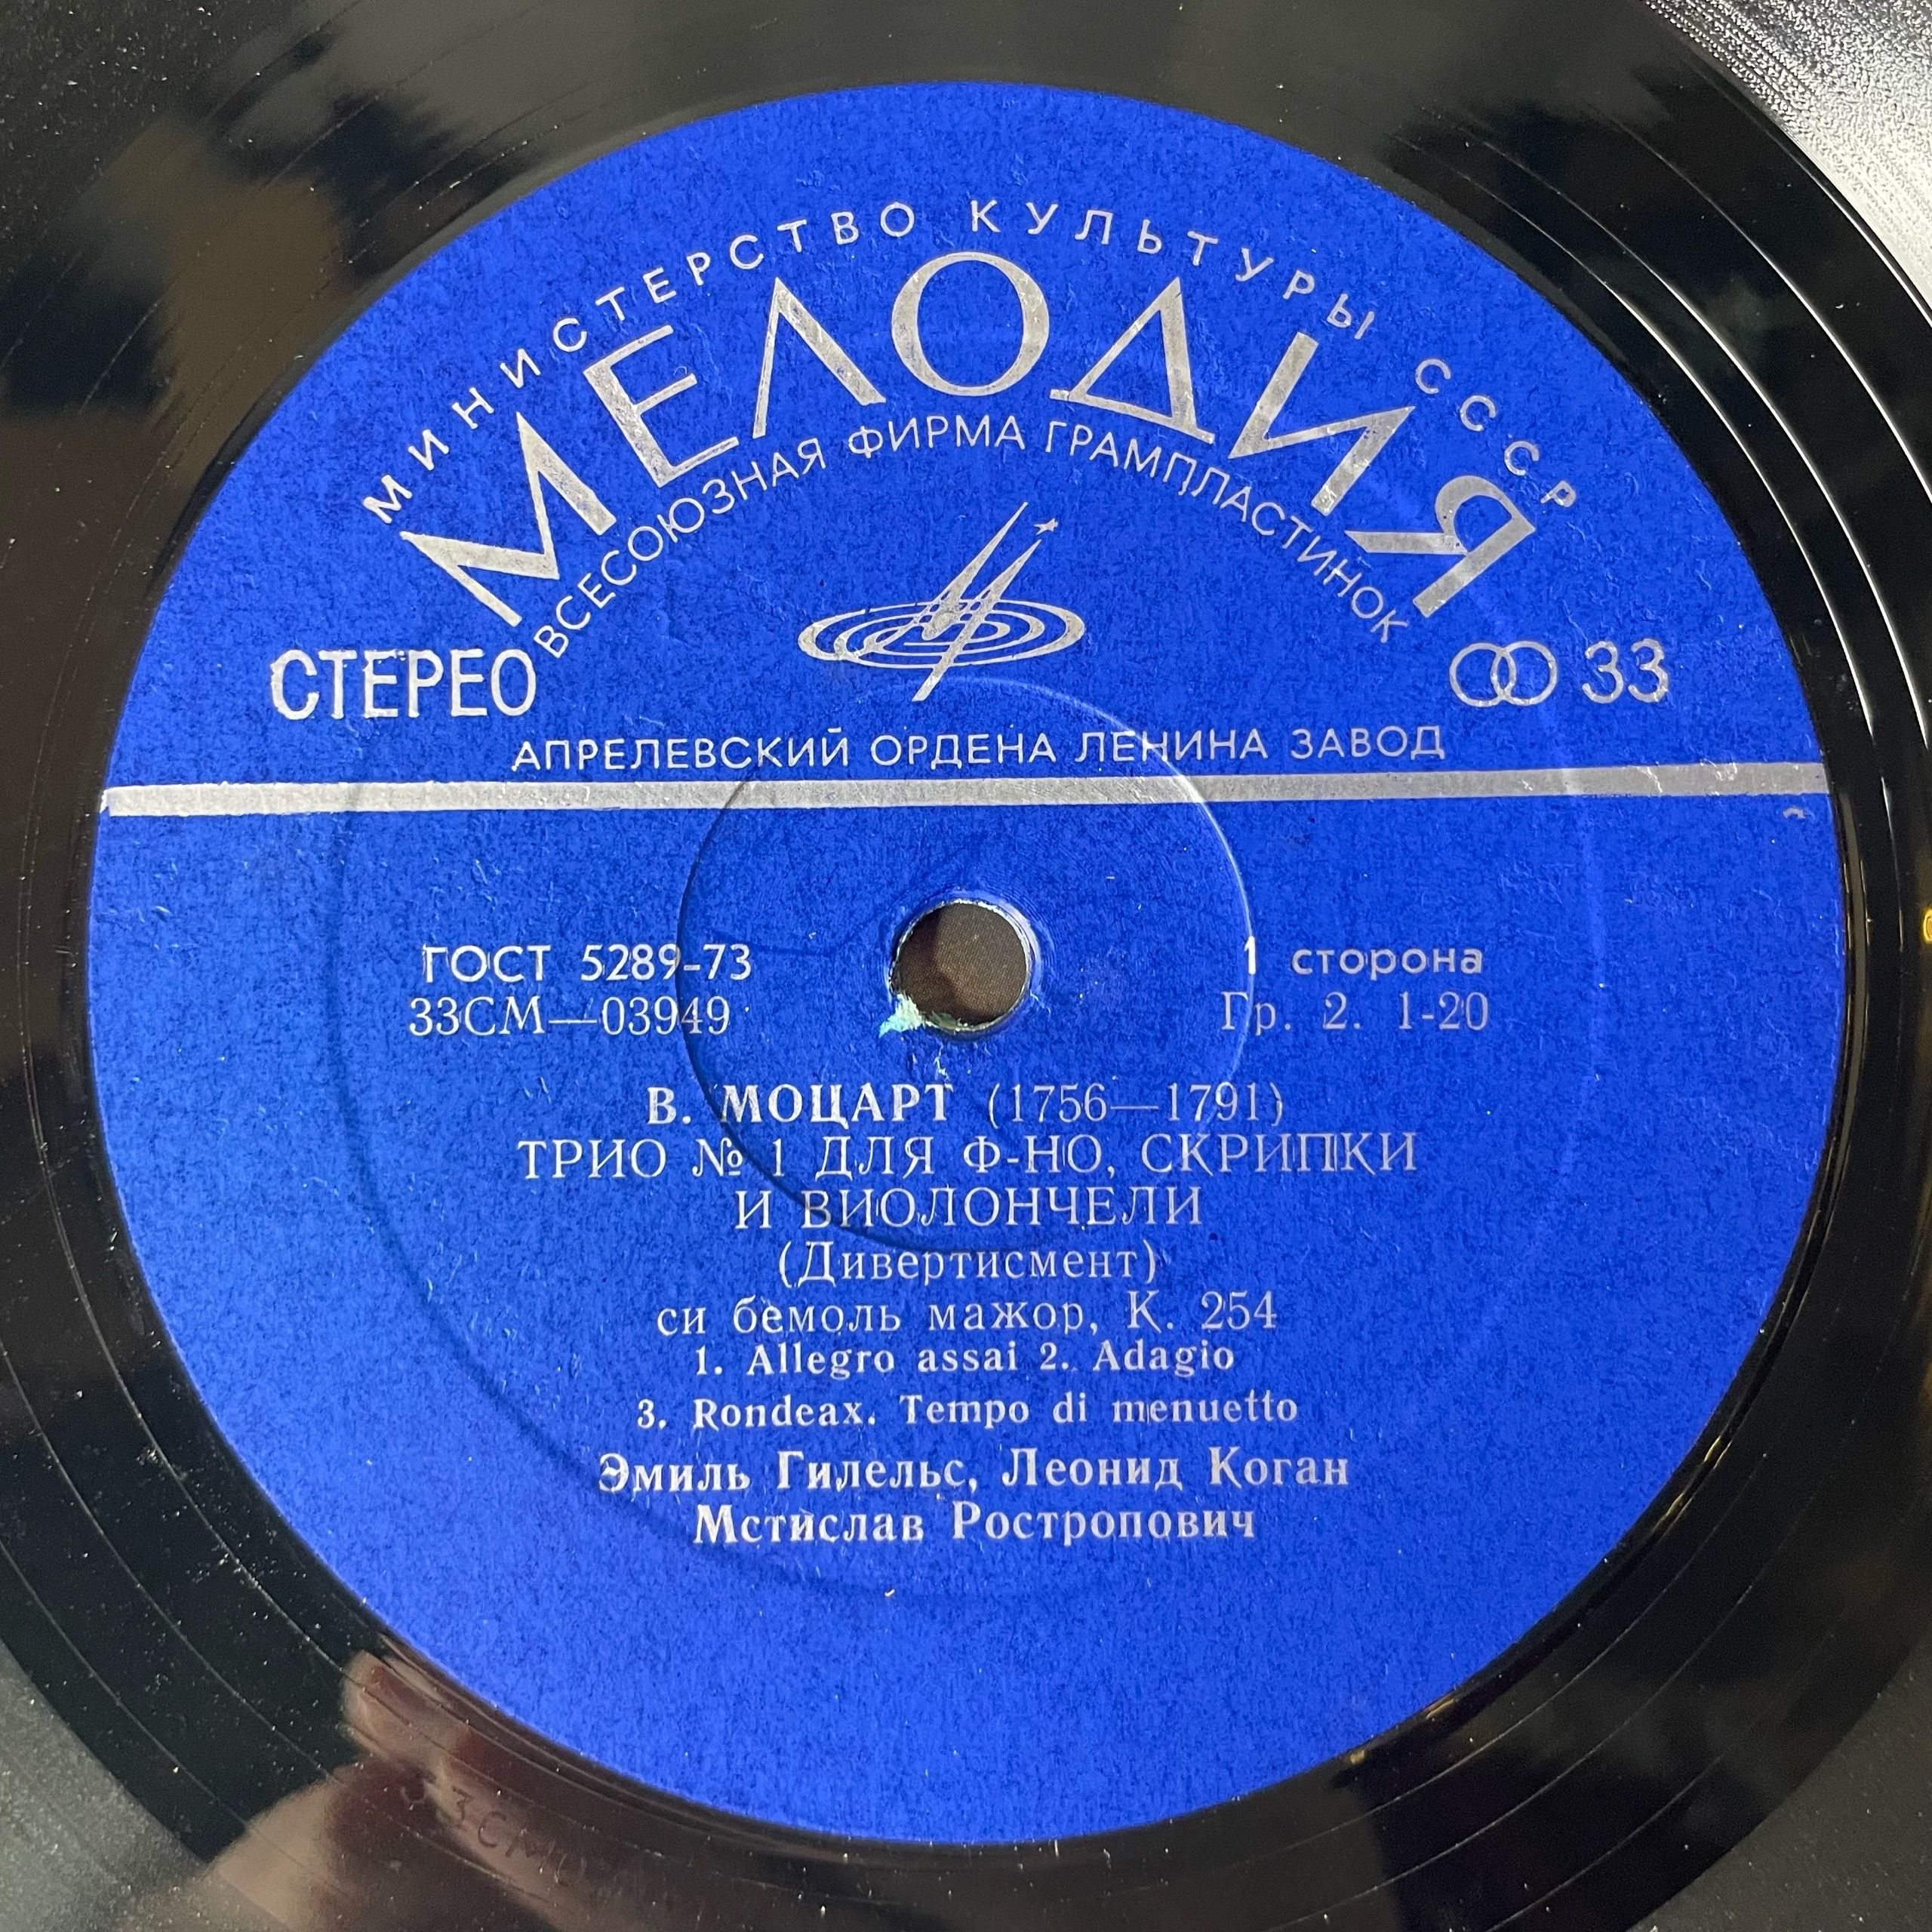 МИНИСТЕРСТВО КУЛЬТУРЫ СССР
МЕЛОДИЯ
ВСЕСОЮЗНАЯ ФИРМА ГРАМПЛАСТИНОК
СТЕРЕО
33
АПРЕЛЕВСКИЙ ОРДЕНА ЛЕНИНА ЗАВОД
ГОСТ 5289-73
1 сторона
33СМ—03949
Гр. 2. 1-20
В. МОЦАРТ (1756—1791)
ТРИО № 1 ДЛЯ Ф-НО, СКРИПКИ
И ВИОЛОНЧЕЛИ
(Дивертисмент)
си бемоль мажор, К. 254
1. Allegro assai 2. Adagio
3. Rondeax. Tempo di menuetto
Эмиль Гилельс, Леонид Коган
Мстислав Ростропович